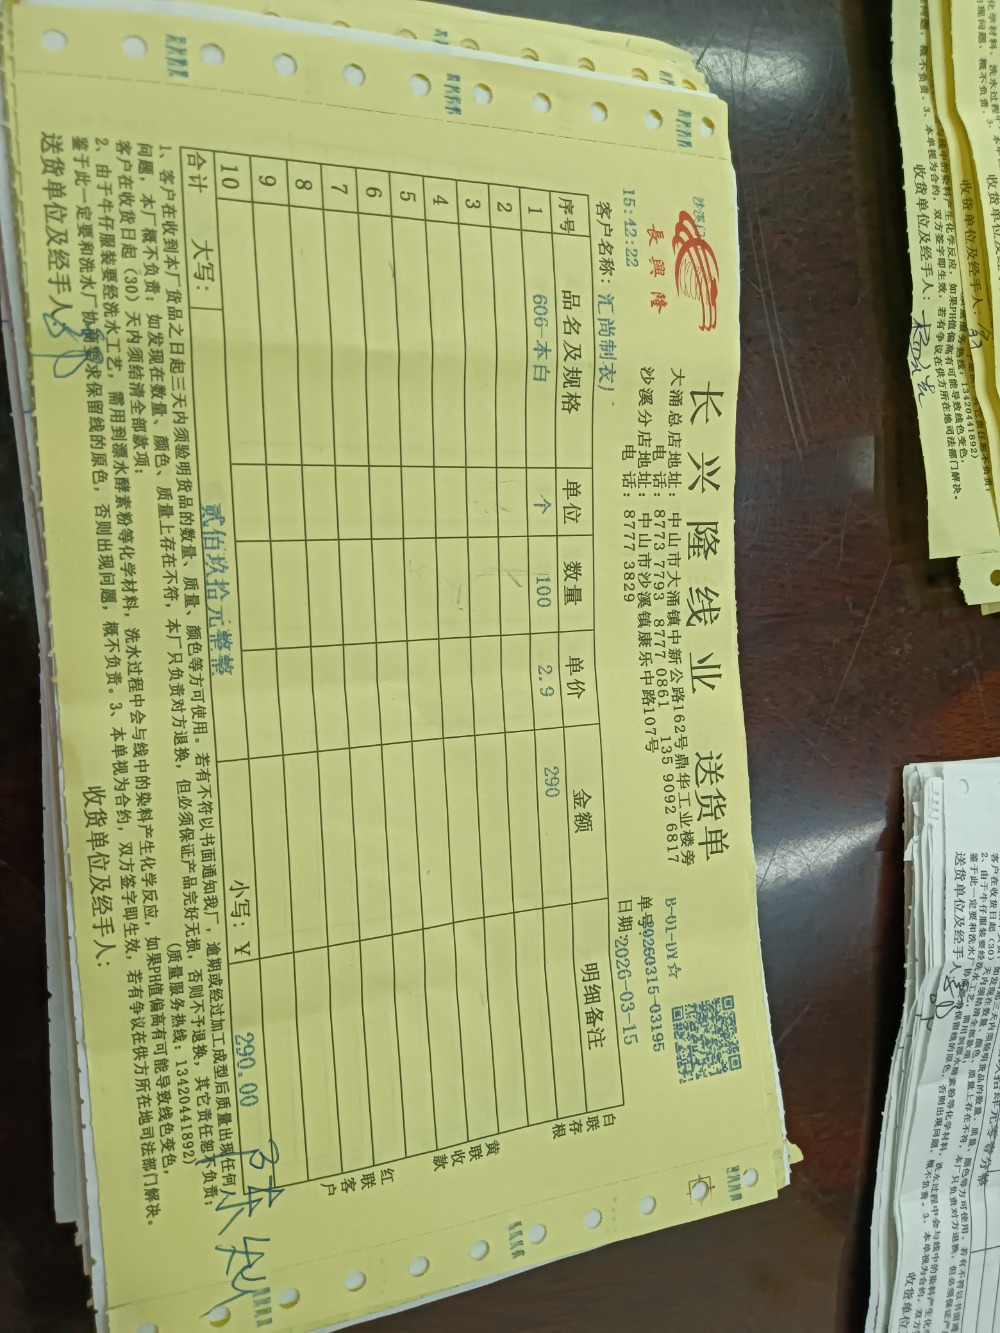 长兴隆线业 送货单
長興隆
大涌总店地址：中山市大涌镇中新公路162号鼎华工业楼旁
电 话：8773 7793 8777 0861 135 9092 6817
沙溪分店地址：中山市沙溪镇康乐中路107号
电 话：8777 3829
B-01-DY☆
单号:20260315-03195
日期:2026-03-15
15:42:22
客户名称：汇尚制衣厂
序号 品名及规格 单位 数量 单价 金额 明细备注
1 606-本白 个 100 2.9 290
2
3
4
5
6
7
8
9
10
合计 大写： 贰佰玖拾元整整 小写：Y 290.00
白联存根
黄联收款
红联客户
1、客户在收到本厂货品之日起三天内须验明货品的数量、质量、颜色等方可使用。若有不符以书面通知我厂，逾期或经过加工成型后质量出现任何
问题，本厂概不负责；如发现在数量、颜色、质量上存在不符，本厂只负责对方退换，但必须保证产品完好无损，否则不予退换，其它责任恕不负责；
客户在收货日起（30）天内须结清全部款项； （质量服务热线：13420441892）
2、由于牛仔服装要经洗水工艺，需用到漂水酵素粉等化学材料，洗水过程中会与线中的染料产生化学反应，如果PH值偏高有可能导致线色变色，
鉴于此一定要和洗水厂协商要求保留线的原色，否则出现问题，概不负责。3、本单视为合约，双方签字即生效，若有争议在供方所在地司法部门解决。
送货单位及经手人： 收货单位及经手人：